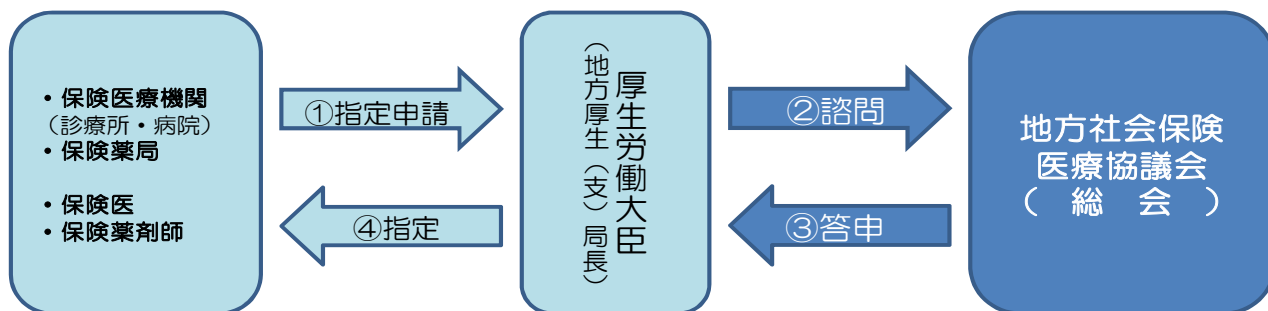 ・保険医療機関
（診療所・病院）
・保険薬局
・保険医
・保険薬剤師
①指定申請
④指定
厚生労働大臣
（地方厚生（支）局長）
②諮問
③答申
地方社会保険
医療協議会
（　総　会　）